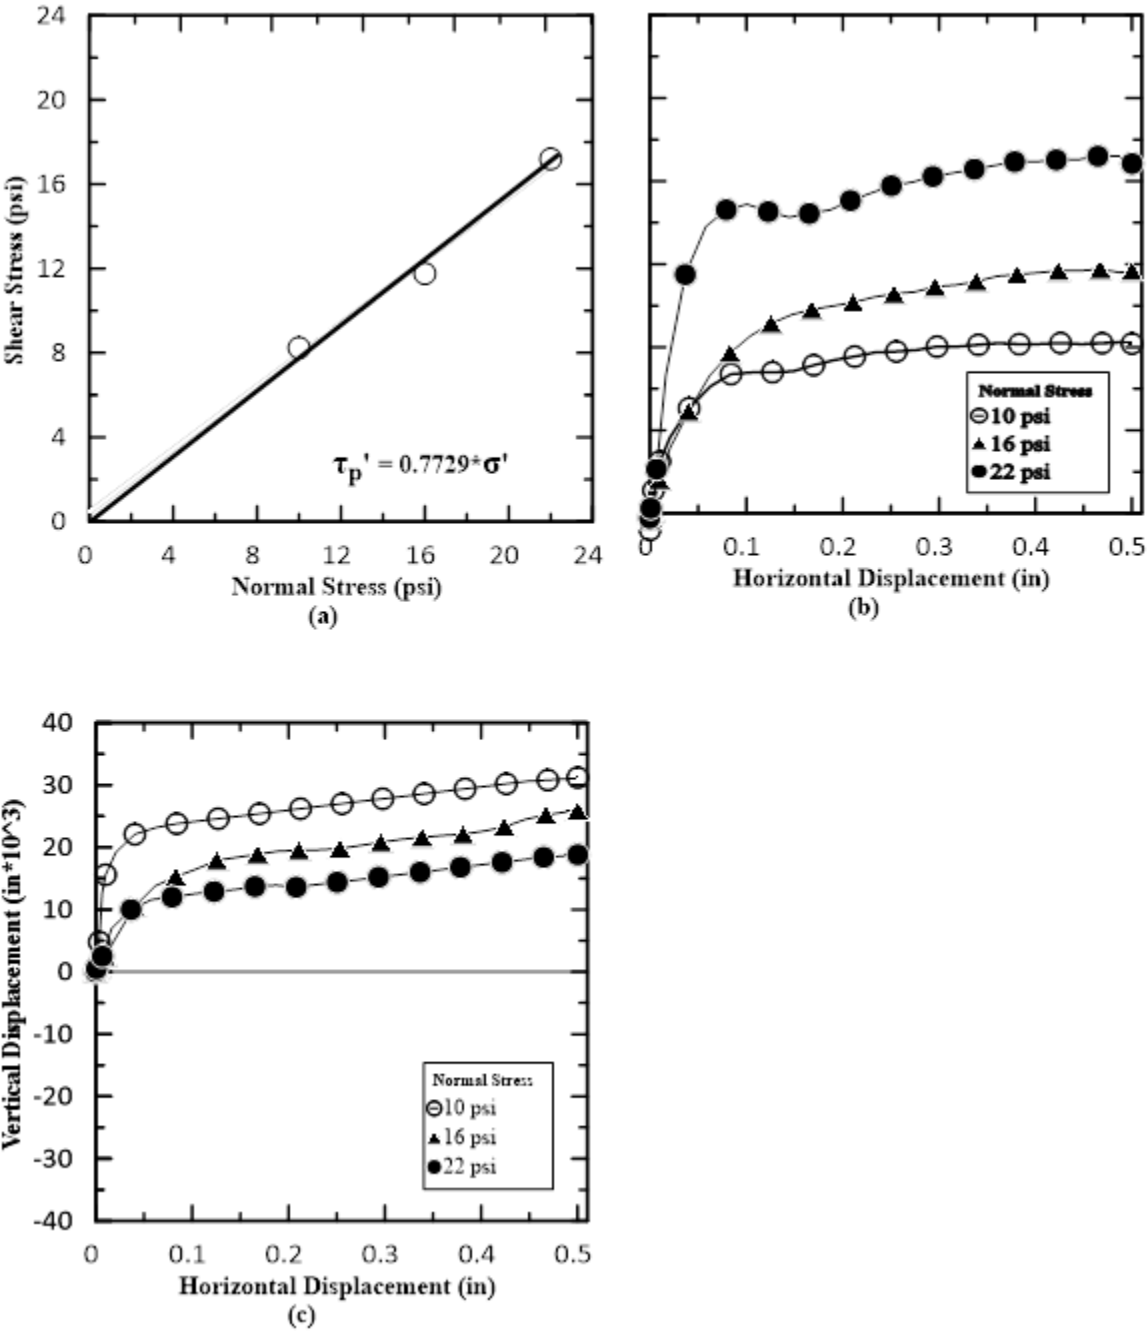 24
20
16
12
8
4
0
Shear Stress (psi)
τp' = 0.7729*σ'
0 4 8 12 16 20 24
Normal Stress (psi)
(a)
Normal Stress
10 psi
16 psi
22 psi
0 0.1 0.2 0.3 0.4 0.5
Horizontal Displacement (in)
(b)
40
30
20
10
0
-10
-20
-30
-40
Vertical Displacement (in*10^3)
Normal Stress
10 psi
16 psi
22 psi
0 0.1 0.2 0.3 0.4 0.5
Horizontal Displacement (in)
(c)